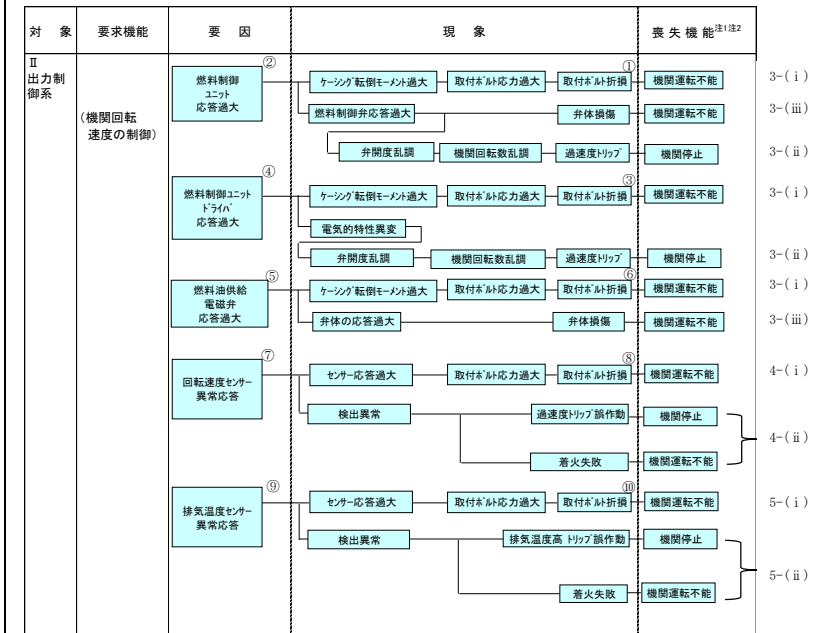 対　象　要求機能　要　因　現　象　喪失機能注1注2
Ⅱ
出力制
御系
(機関回転
速度の制御)
②
燃料制御
ユニット
応答過大
①
ケーシング転倒モーメント過大　取付ボルト応力過大　取付ボルト折損　機関運転不能　3-(ⅰ)
燃料制御弁応答過大　弁体損傷　機関運転不能　3-(ⅲ)
弁開度乱調　機関回転数乱調　過速度トリップ　機関停止　3-(ⅱ)
④
燃料制御ユニット
ドライバ
応答過大
③
ケーシング転倒モーメント過大　取付ボルト応力過大　取付ボルト折損　機関運転不能　3-(ⅰ)
電気的特性異変
弁開度乱調　機関回転数乱調　過速度トリップ　機関停止　3-(ⅱ)
⑤
燃料油供給
電磁弁
応答過大
⑥
ケーシング転倒モーメント過大　取付ボルト応力過大　取付ボルト折損　機関運転不能　3-(ⅰ)
弁体の応答過大　弁体損傷　機関運転不能　3-(ⅲ)
⑦
回転速度センサー
異常応答
⑧
センサー応答過大　取付ボルト応力過大　取付ボルト折損　機関運転不能　4-(ⅰ)
検出異常　過速度トリップ誤作動　機関停止
4-(ⅱ)
着火失敗　機関運転不能
⑨
排気温度センサー
異常応答
⑩
センサー応答過大　取付ボルト応力過大　取付ボルト折損　機関運転不能　5-(ⅰ)
検出異常　排気温度高トリップ誤作動　機関停止
5-(ⅱ)
着火失敗　機関運転不能